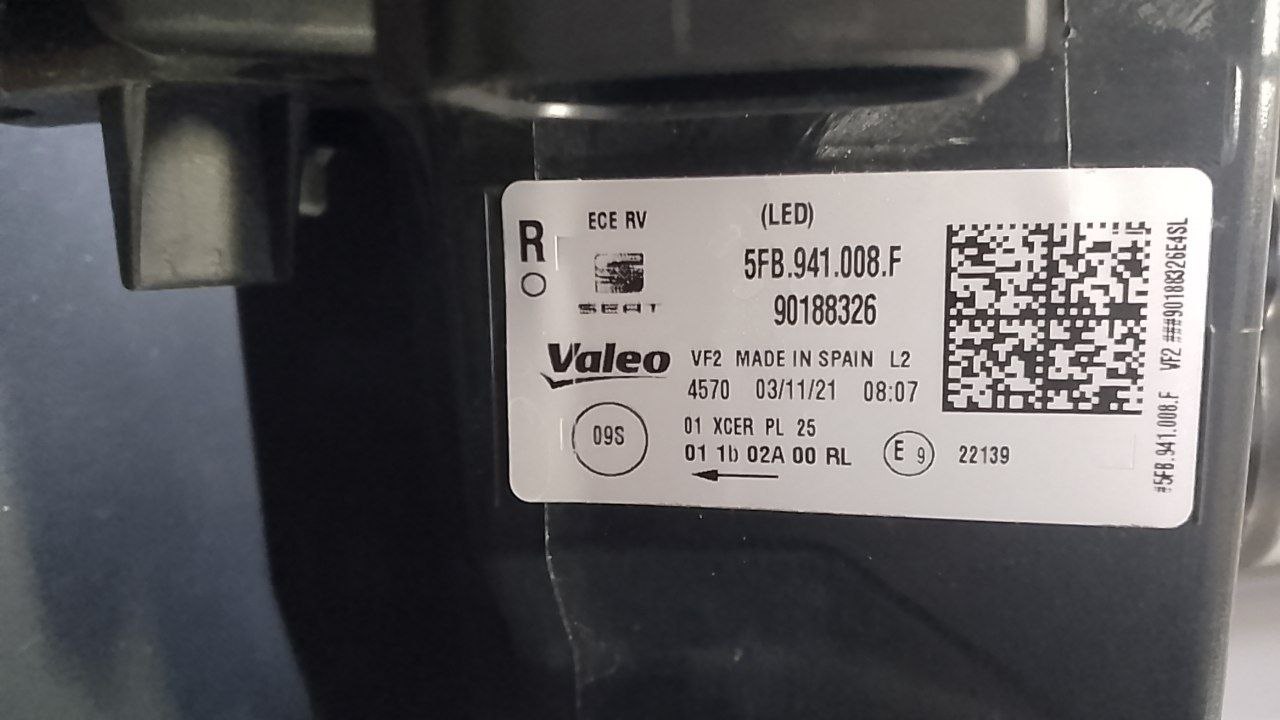 ECE RV
(LED)
R
5FB.941.008.F
SEAT
90188326
Valeo
VF2 MADE IN SPAIN L2
4570 03/11/21 08:07
09S
01 XCER PL 25
01 1b 02A 00 RL
E 9
22139
#5FB.941.008.F VF2 ###90188326E4SL